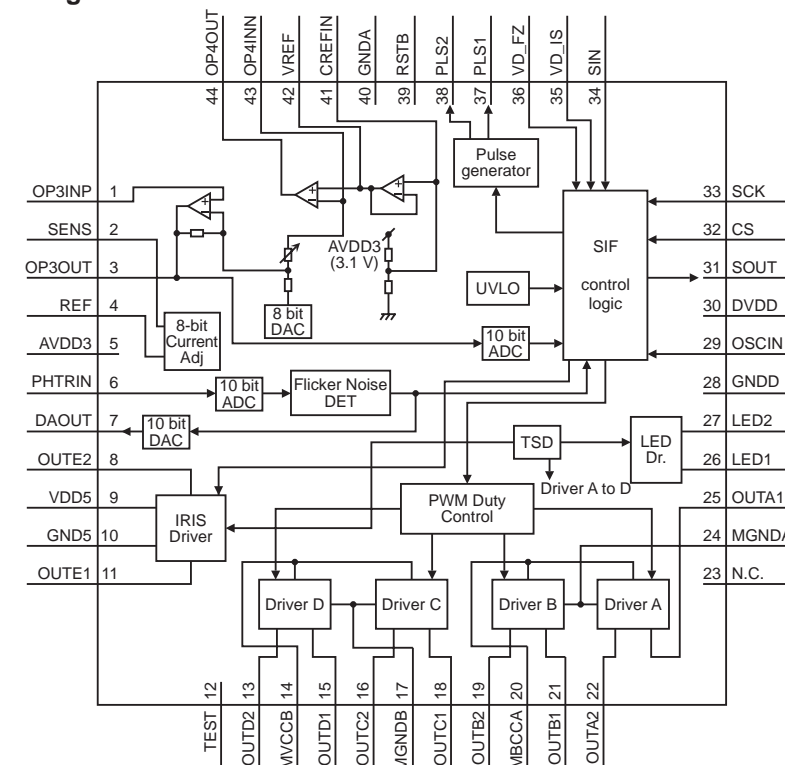 44 OP4OUT
43 OP4INN
42 VREF
41 CREFIN
40 GNDA
39 RSTB
38 PLS2
37 PLS1
36 VD_FZ
35 VD_IS
34 SIN
OP3INP 1
SENS 2
OP3OUT 3
REF 4
AVDD3 5
PHTRIN 6
DAOUT 7
OUTE2 8
VDD5 9
GND5 10
OUTE1 11
Pulse
generator
AVDD3
(3.1 V)
8 bit
DAC
8-bit
Current
Adj
UVLO
SIF
control
logic
10 bit
ADC
10 bit
ADC
Flicker Noise
DET
10 bit
DAC
TSD
LED
Dr.
Driver A to D
PWM Duty
Control
IRIS
Driver
Driver D
Driver C
Driver B
Driver A
33 SCK
32 CS
31 SOUT
30 DVDD
29 OSCIN
28 GNDD
27 LED2
26 LED1
25 OUTA1
24 MGNDA
23 N.C.
TEST 12
OUTD2 13
MVCCB 14
OUTD1 15
OUTC2 16
MGNDB 17
OUTC1 18
OUTB2 19
MBCCA 20
OUTB1 21
OUTA2 22